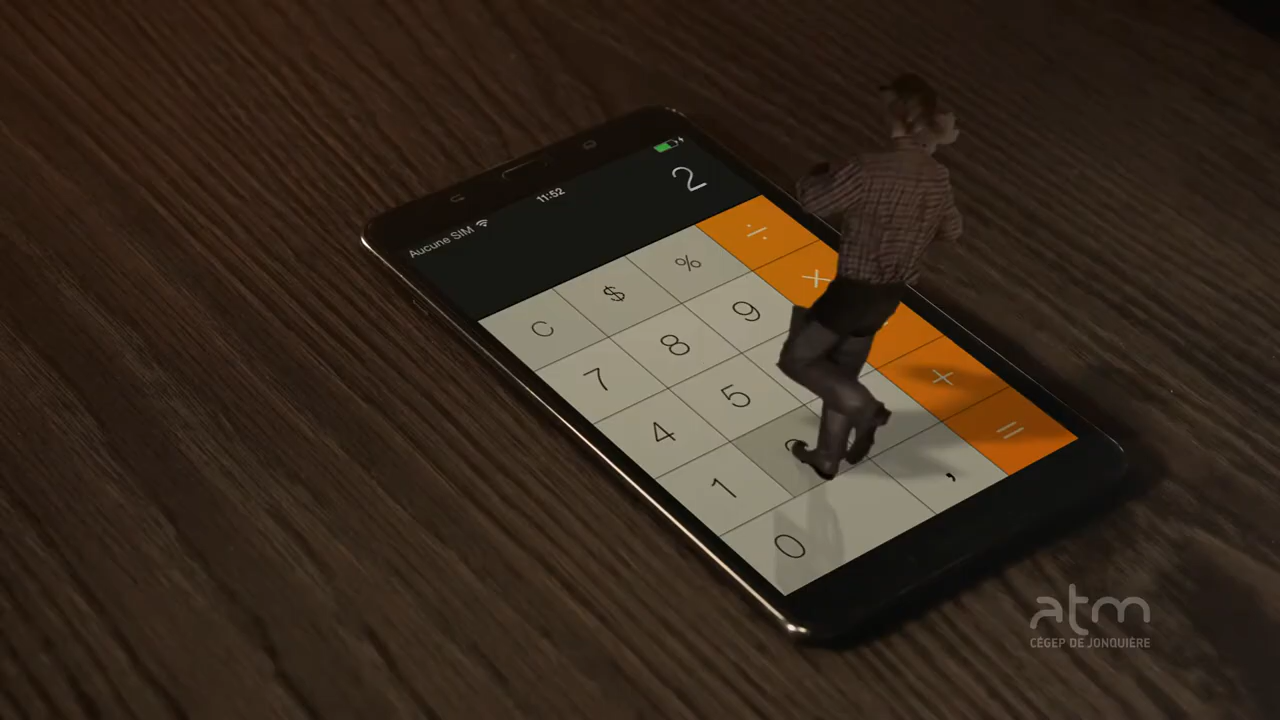 Aucune SIM 11:52
2
C $ % ÷
7 8 9 ×
4 5
1 +
0 , =
atm
CÉGEP DE JONQUIÈRE